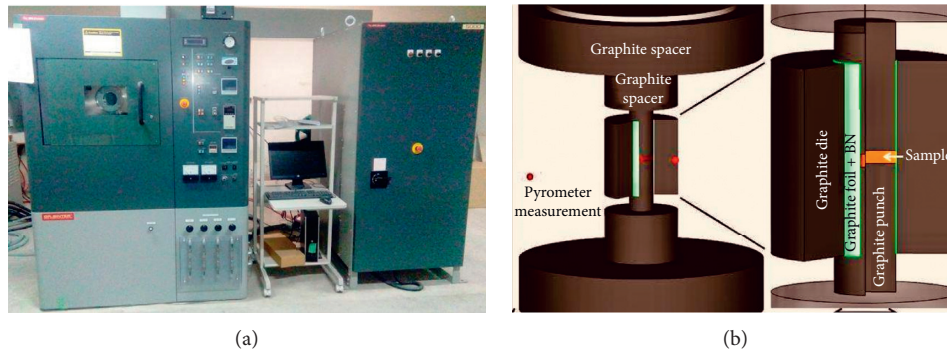 Graphite spacer
Graphite
spacer
Pyrometer
measurement
Graphite die
Graphite foil + BN
Graphite punch
Sample
(a)
(b)